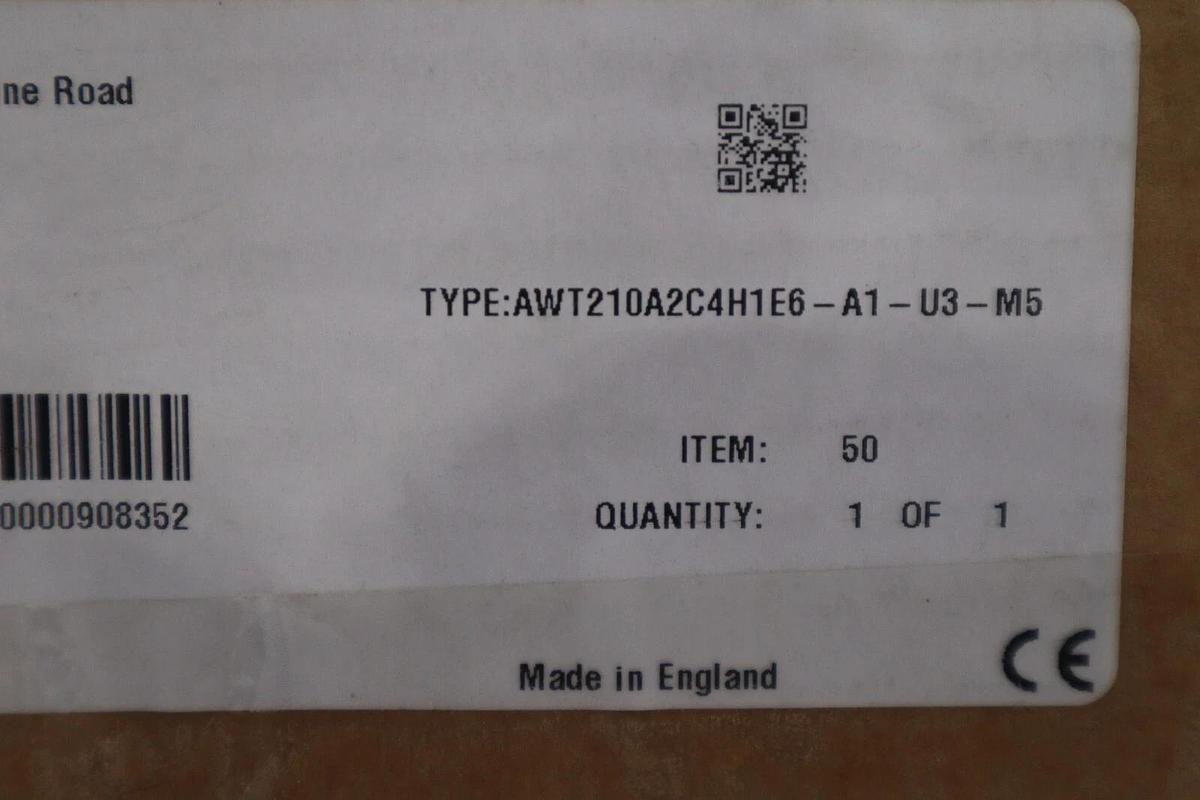 ne Road
TYPE:AWT210A2C4H1E6-A1-U3-M5
ITEM: 50
0000908352
QUANTITY: 1 OF 1
Made in England
CE